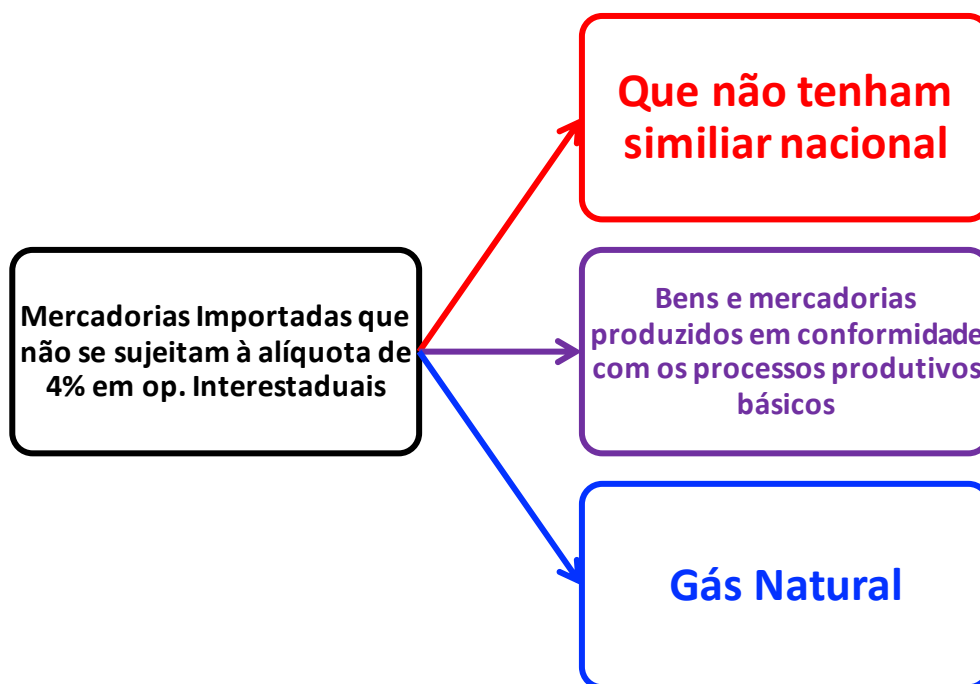 Que não tenham
similiar nacional
Mercadorias Importadas que
não se sujeitam à alíquota de
4% em op. Interestaduais
Bens e mercadorias
produzidos em conformidade
com os processos produtivos
básicos
Gás Natural